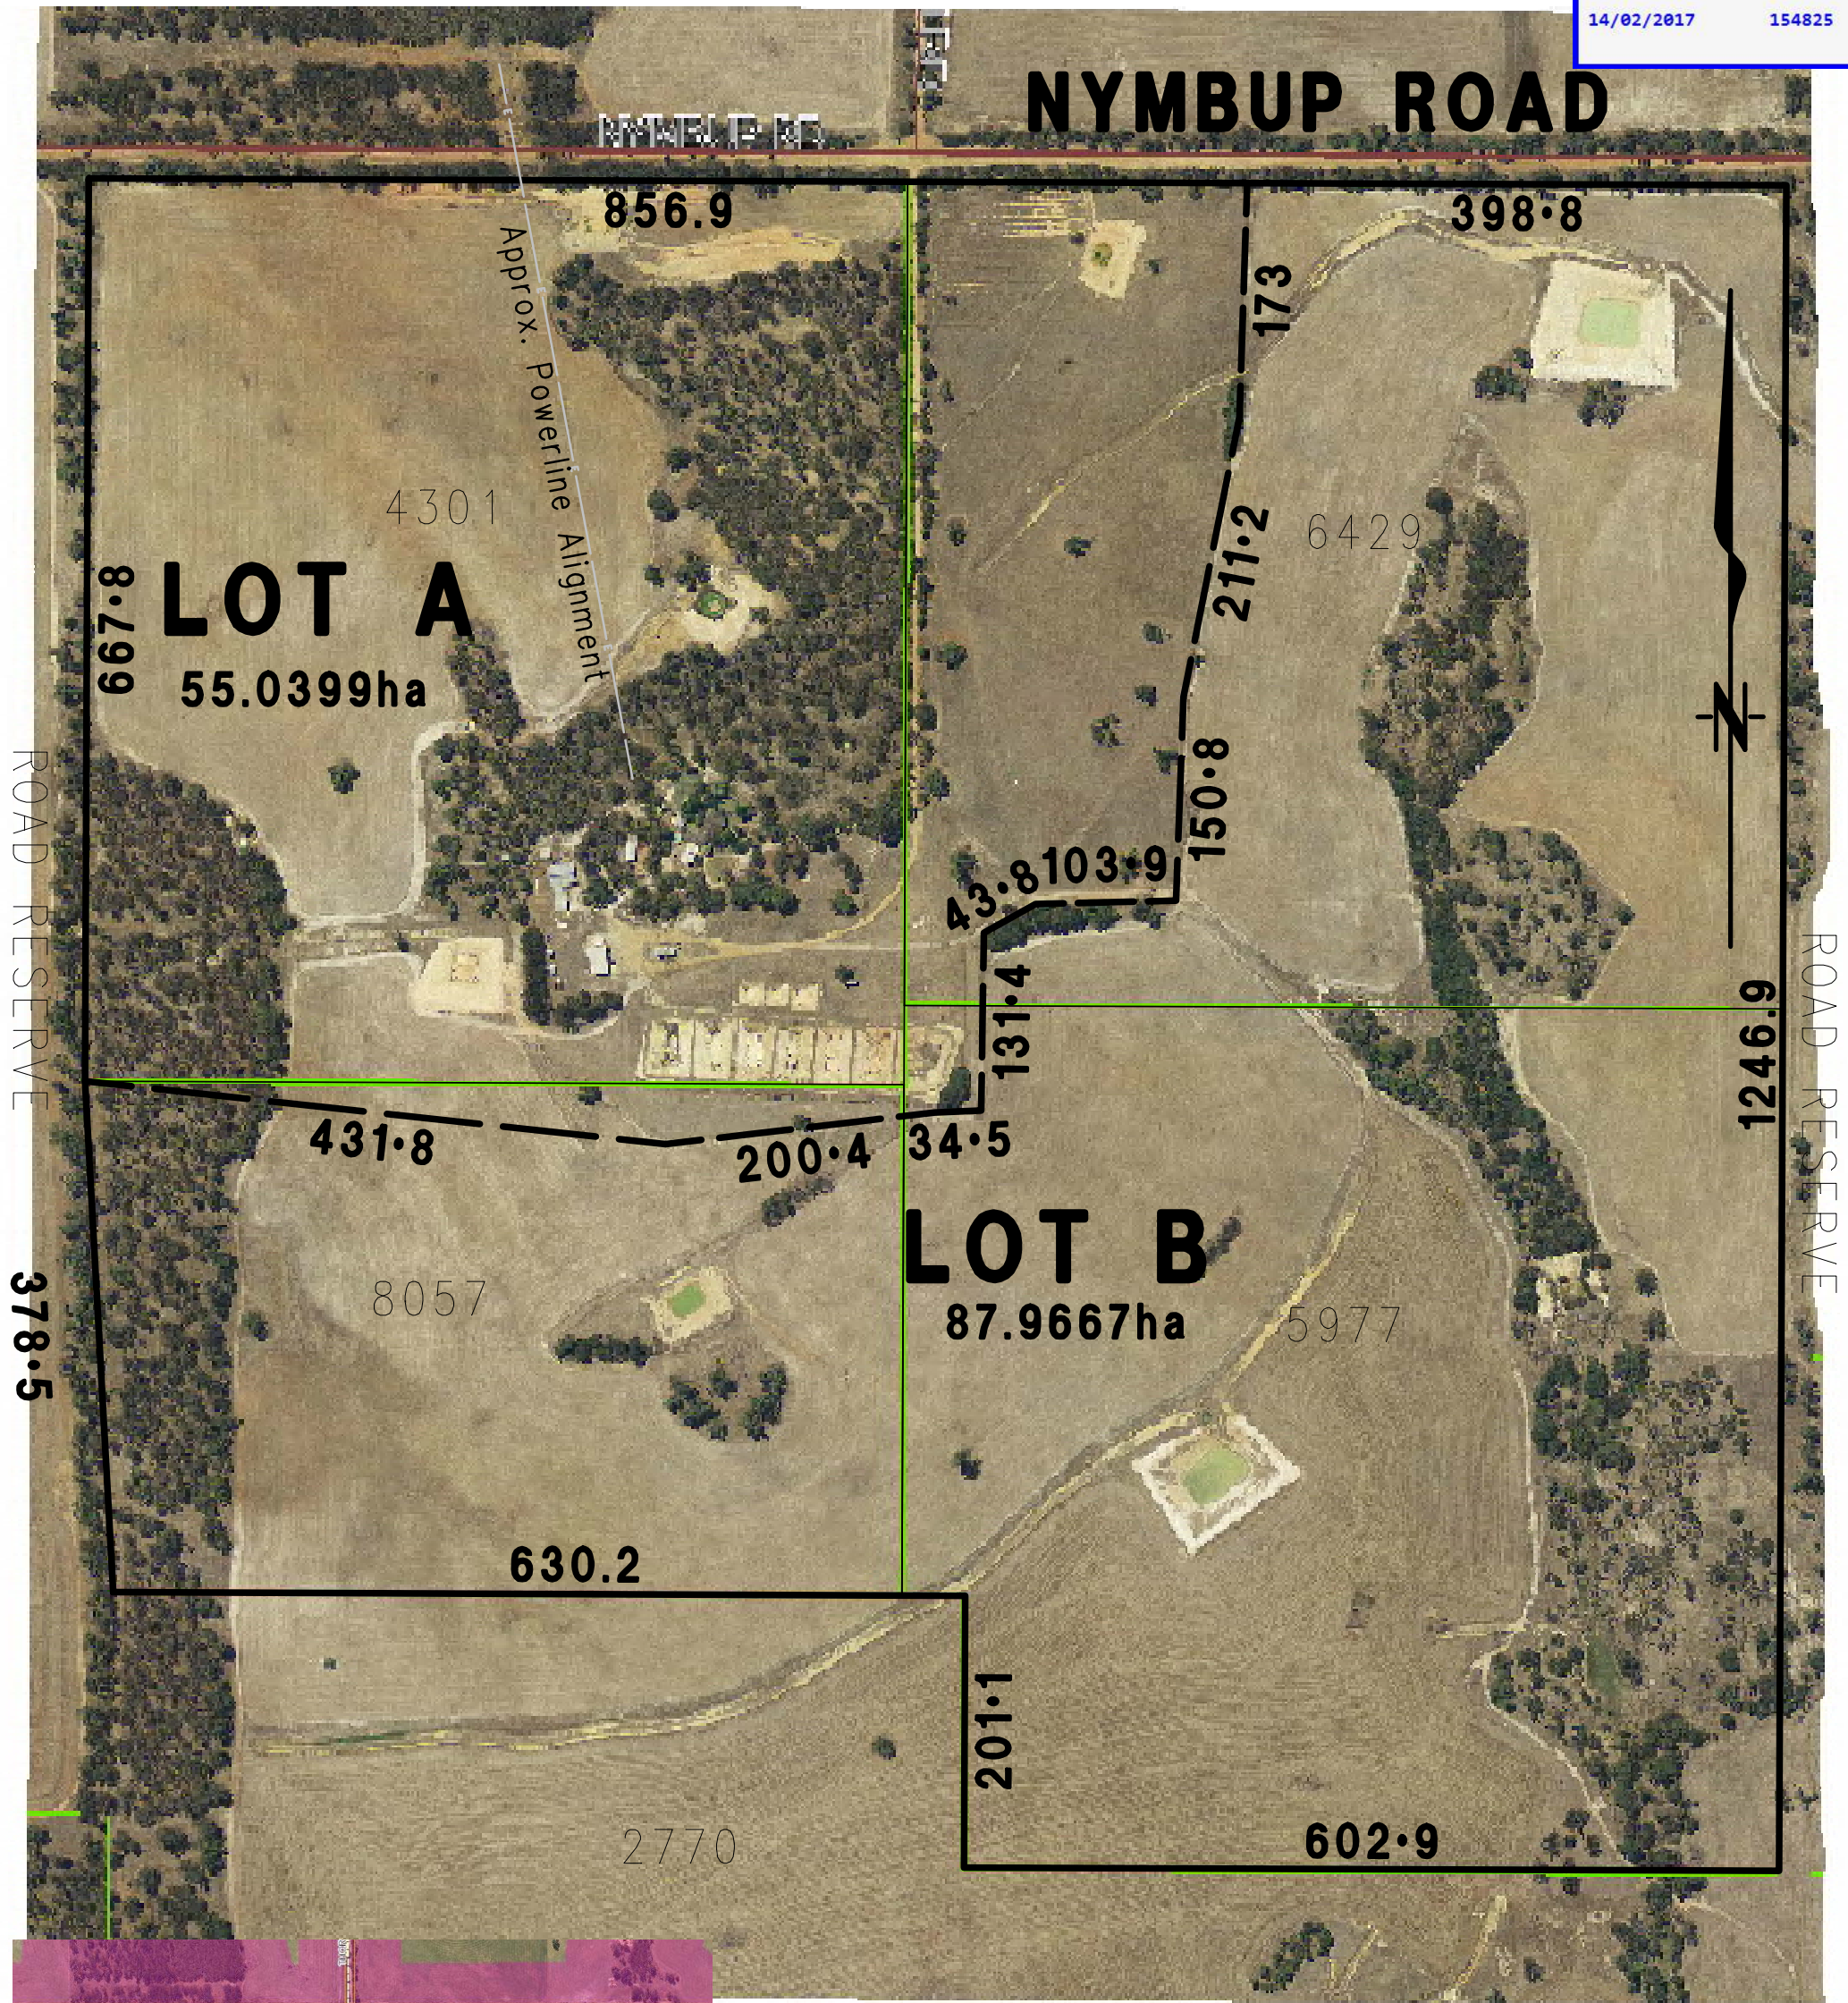 14/02/2017 154825
NYMBUP ROAD
NYMBUP RD
856.9
398·8
173
Approx. Powerline Alignment
4301
6429
211·2
LOT A
55.0399ha
667·8
150·8
ROAD RESERVE
43·8
103·9
131·4
1246.9
ROAD RESERVE
431·8
200·4
34·5
LOT B
87.9667ha
8057
5977
378·5
630.2
201·1
602·9
2770
N